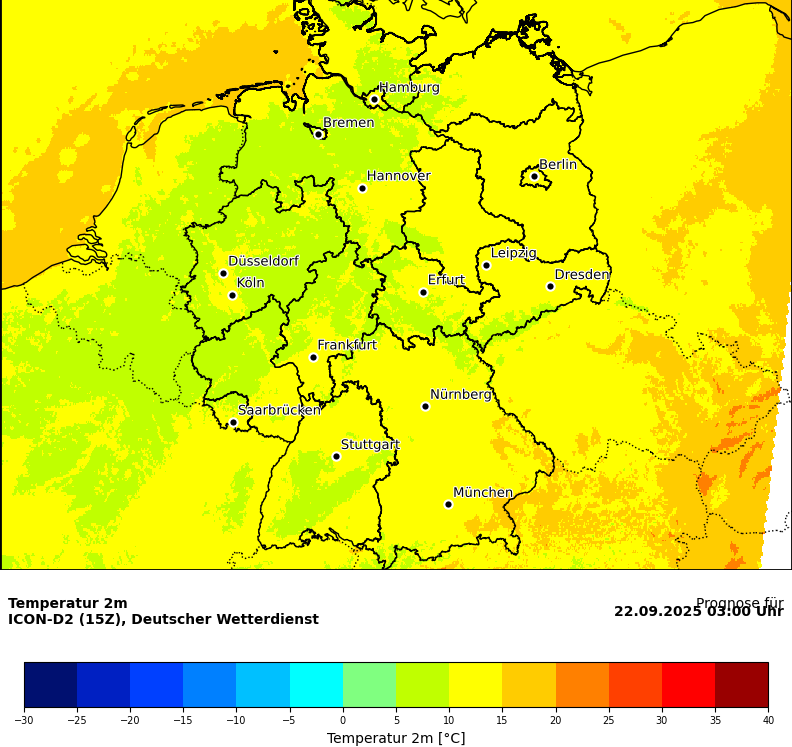 Hamburg
Bremen
Berlin
Hannover
Leipzig
Düsseldorf
Dresden
Köln
Erfurt
Frankfurt
Nürnberg
Saarbrücken
Stuttgart
München
Temperatur 2m
Prognose für
ICON-D2 (15Z), Deutscher Wetterdienst
22.09.2025 03:00 Uhr
−30 −25 −20 −15 −10 −5 0 5 10 15 20 25 30 35 40
Temperatur 2m [°C]